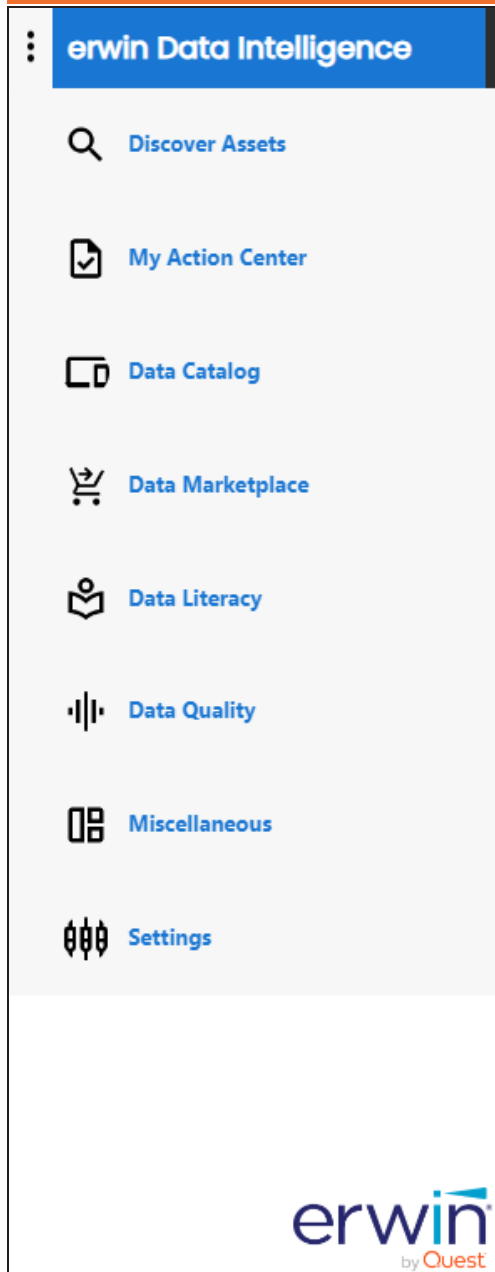 erwin Data Intelligence
Discover Assets
My Action Center
Data Catalog
Data Marketplace
Data Literacy
Data Quality
Miscellaneous
Settings
erwin
by Quest